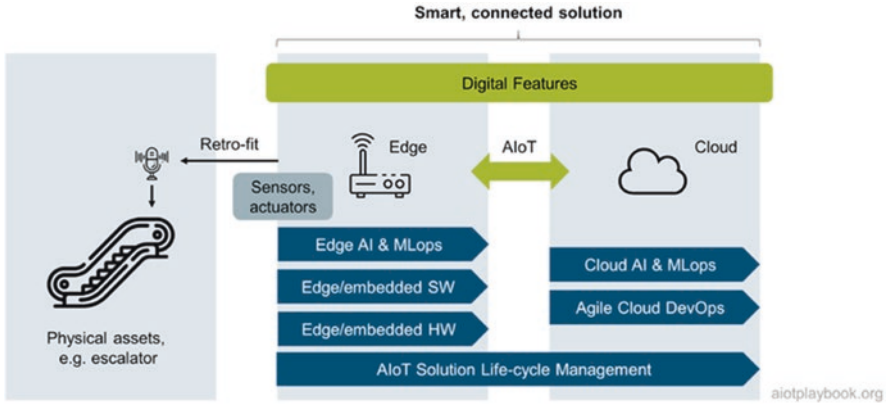 Smart, connected solution
Digital Features
Retro-fit
Edge
AIoT
Cloud
Sensors,
actuators
Edge AI & MLops
Cloud AI & MLops
Edge/embedded SW
Agile Cloud DevOps
Edge/embedded HW
Physical assets,
e.g. escalator
AIoT Solution Life-cycle Management
aiotplaybook.org